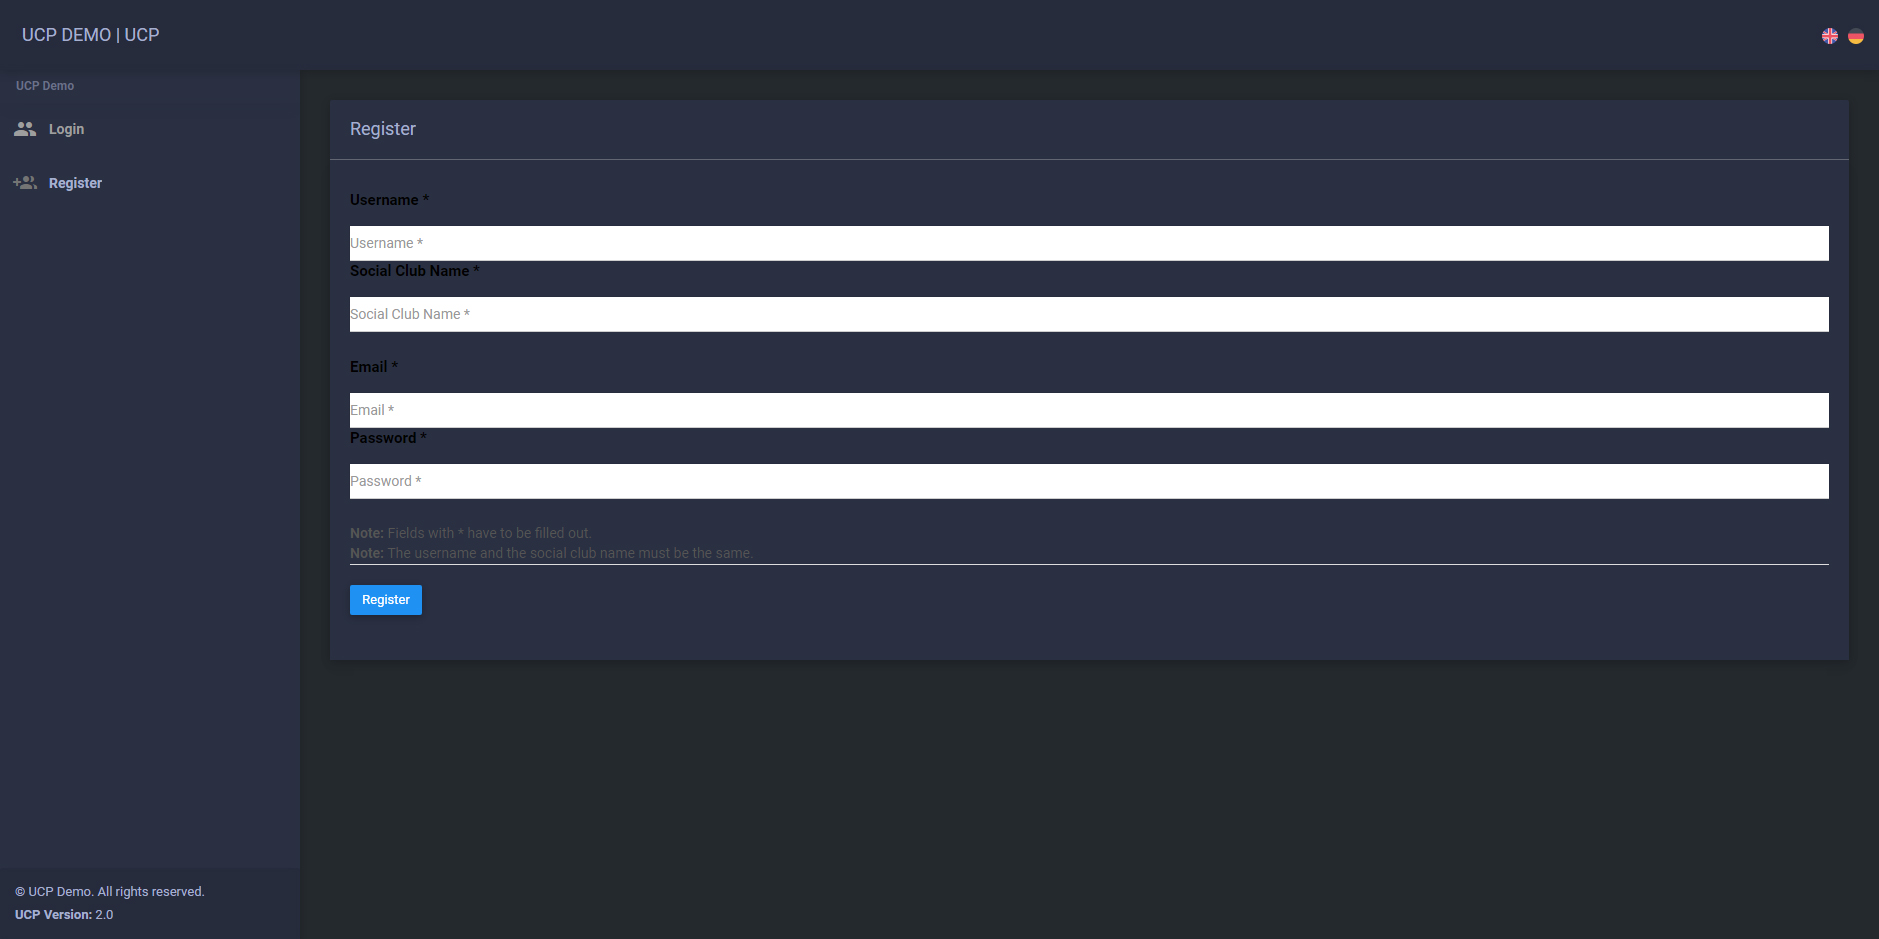 UCP DEMO | UCP
UCP Demo
Login
Register
Register
Username *
Username *
Social Club Name *
Social Club Name *
Email *
Email *
Password *
Password *
Note: Fields with * have to be filled out.
Note: The username and the social club name must be the same.
Register
© UCP Demo. All rights reserved.
UCP Version: 2.0